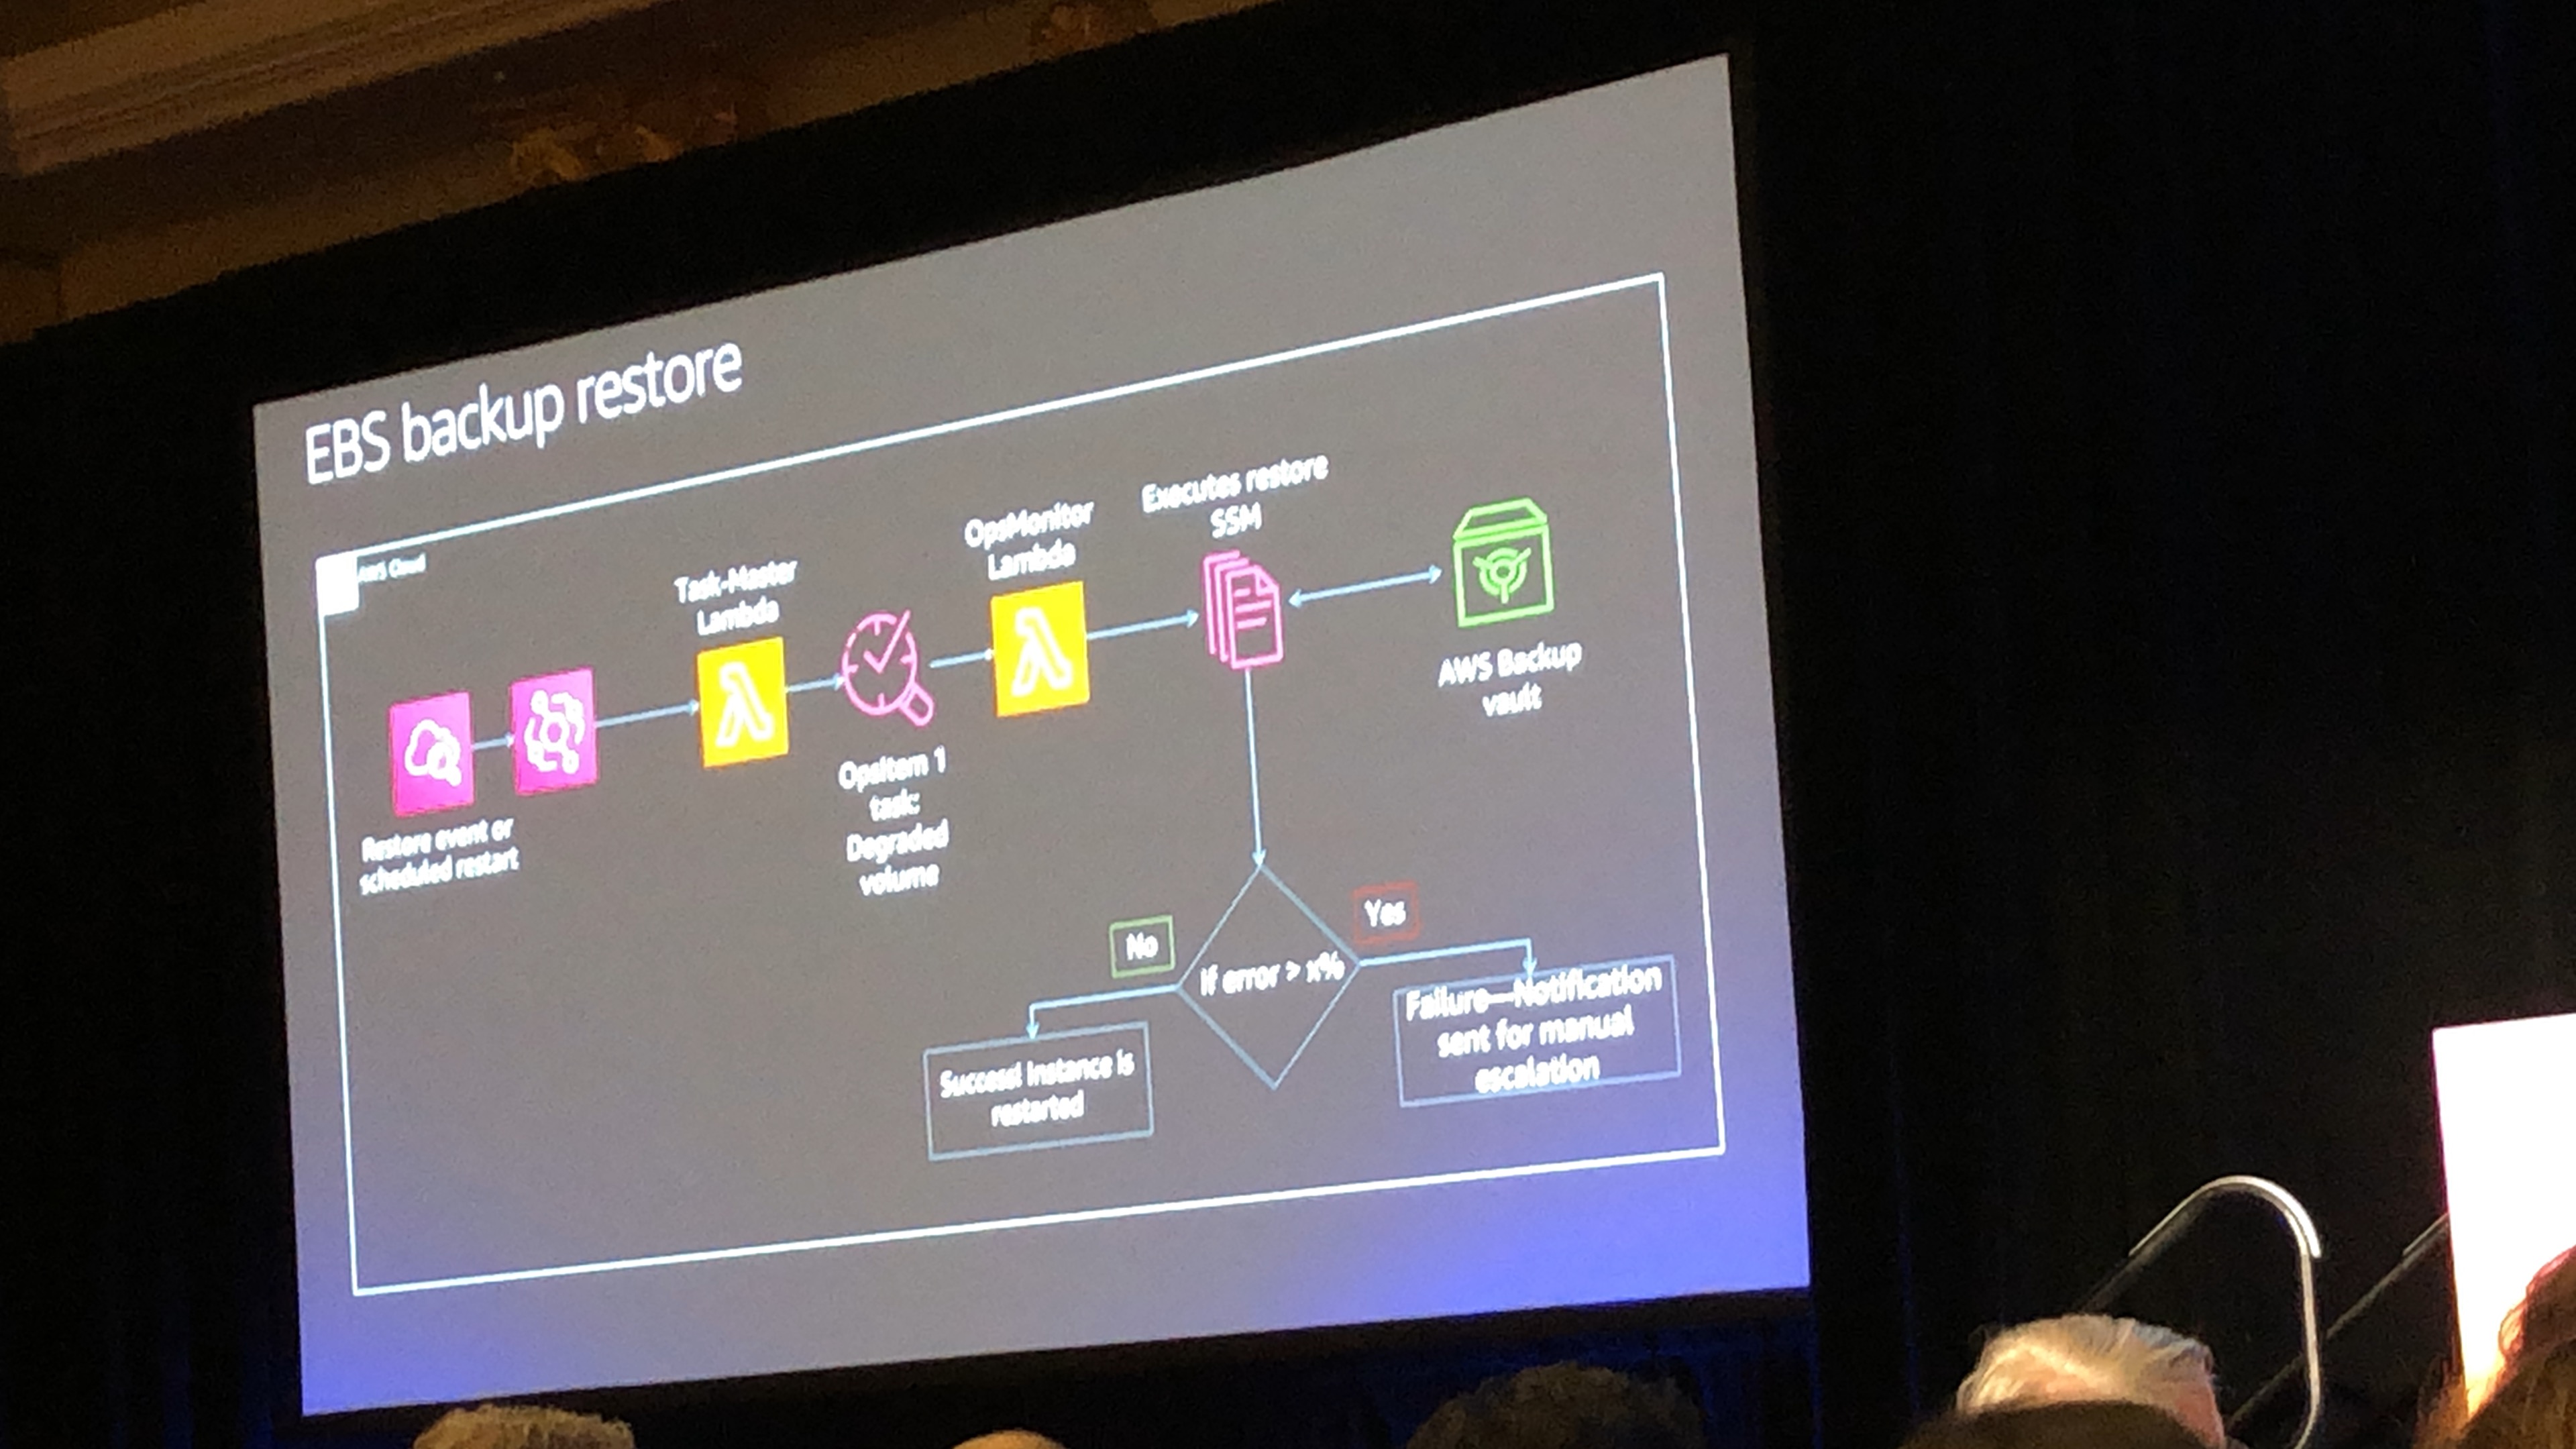 EBS backup restore
AWS Cloud
Restore event or
scheduled restart
Task-Master
Lambda
OpsItem 1
task:
Degraded
volume
OpsMonitor
Lambda
Executes restore
SSM
AWS Backup
vault
If error > x%
No
Yes
Success! Instance is
restarted
Failure—Notification
sent for manual
escalation